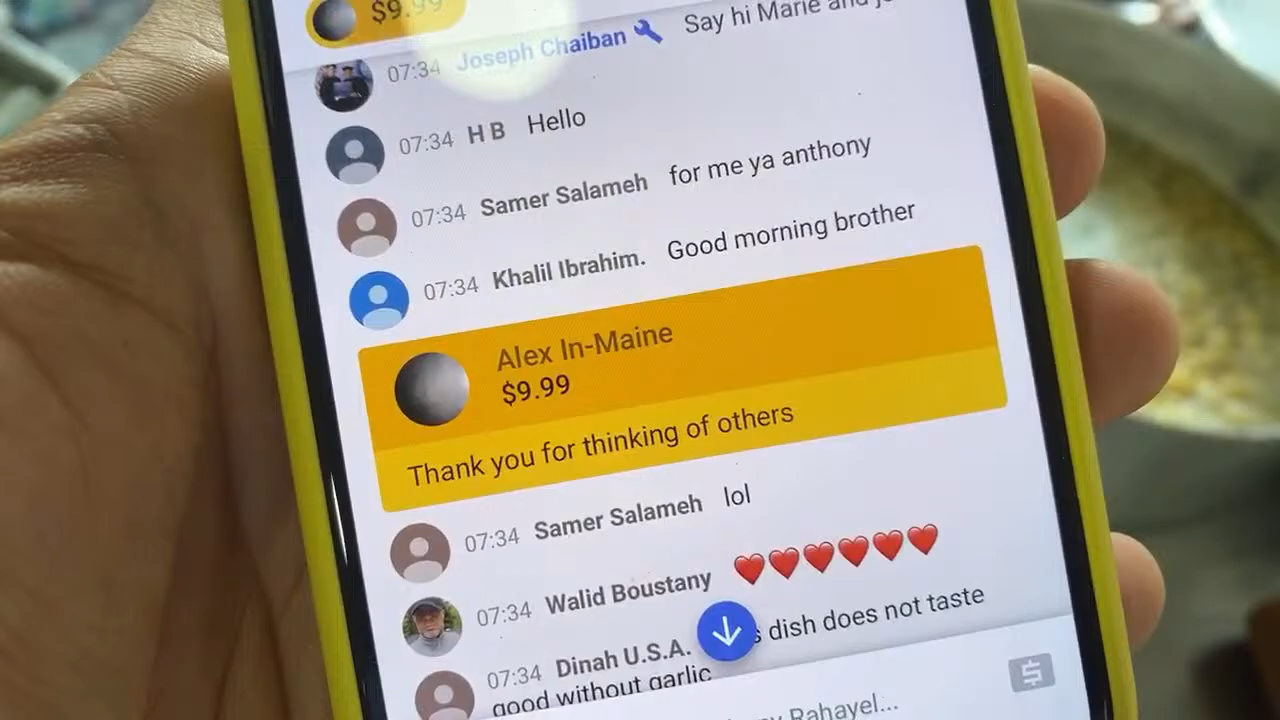 $9.99
07:34 Joseph Chaiban Say hi Marie and
07:34 H B Hello
07:34 Samer Salameh for me ya anthony
07:34 Khalil Ibrahim. Good morning brother
Alex In-Maine
$9.99
Thank you for thinking of others
07:34 Samer Salameh lol
07:34 Walid Boustany ❤️❤️❤️❤️❤️❤️
07:34 Dinah U.S.A. dish does not taste
good without garlic
Rahayel...